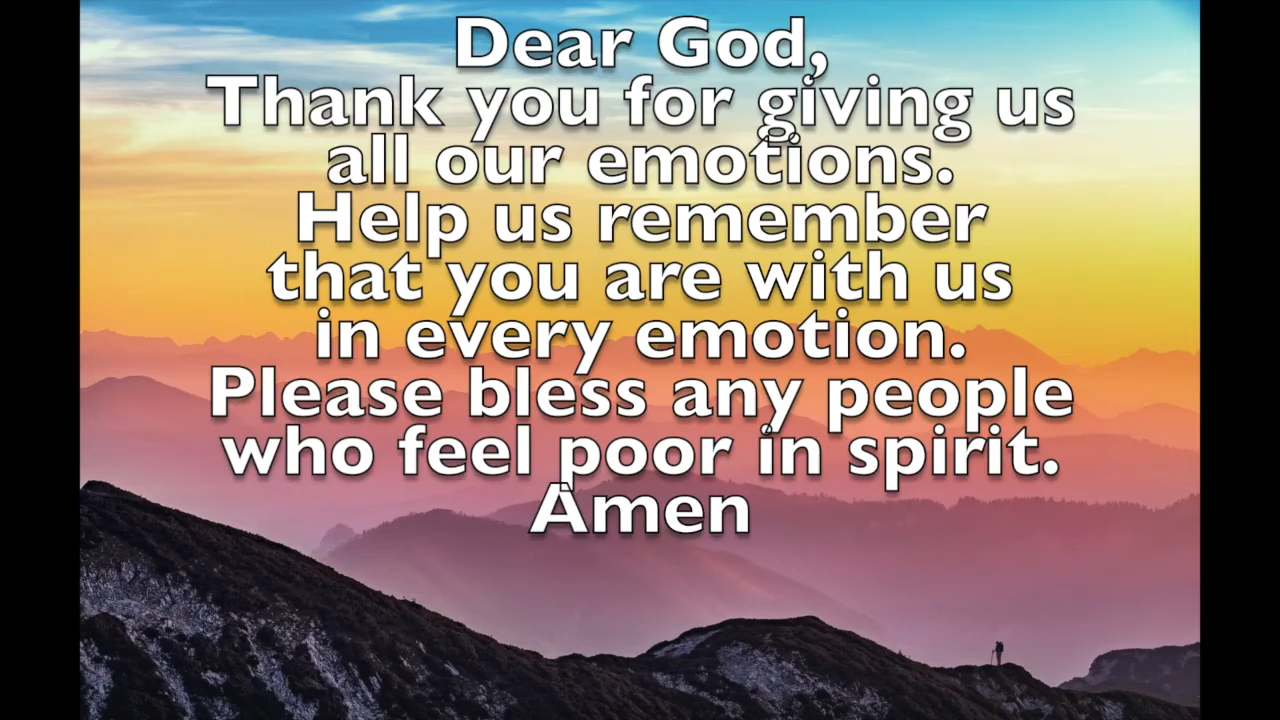 Dear God,
Thank you for giving us
all our emotions.
Help us remember
that you are with us
in every emotion.
Please bless any people
who feel poor in spirit.
Amen